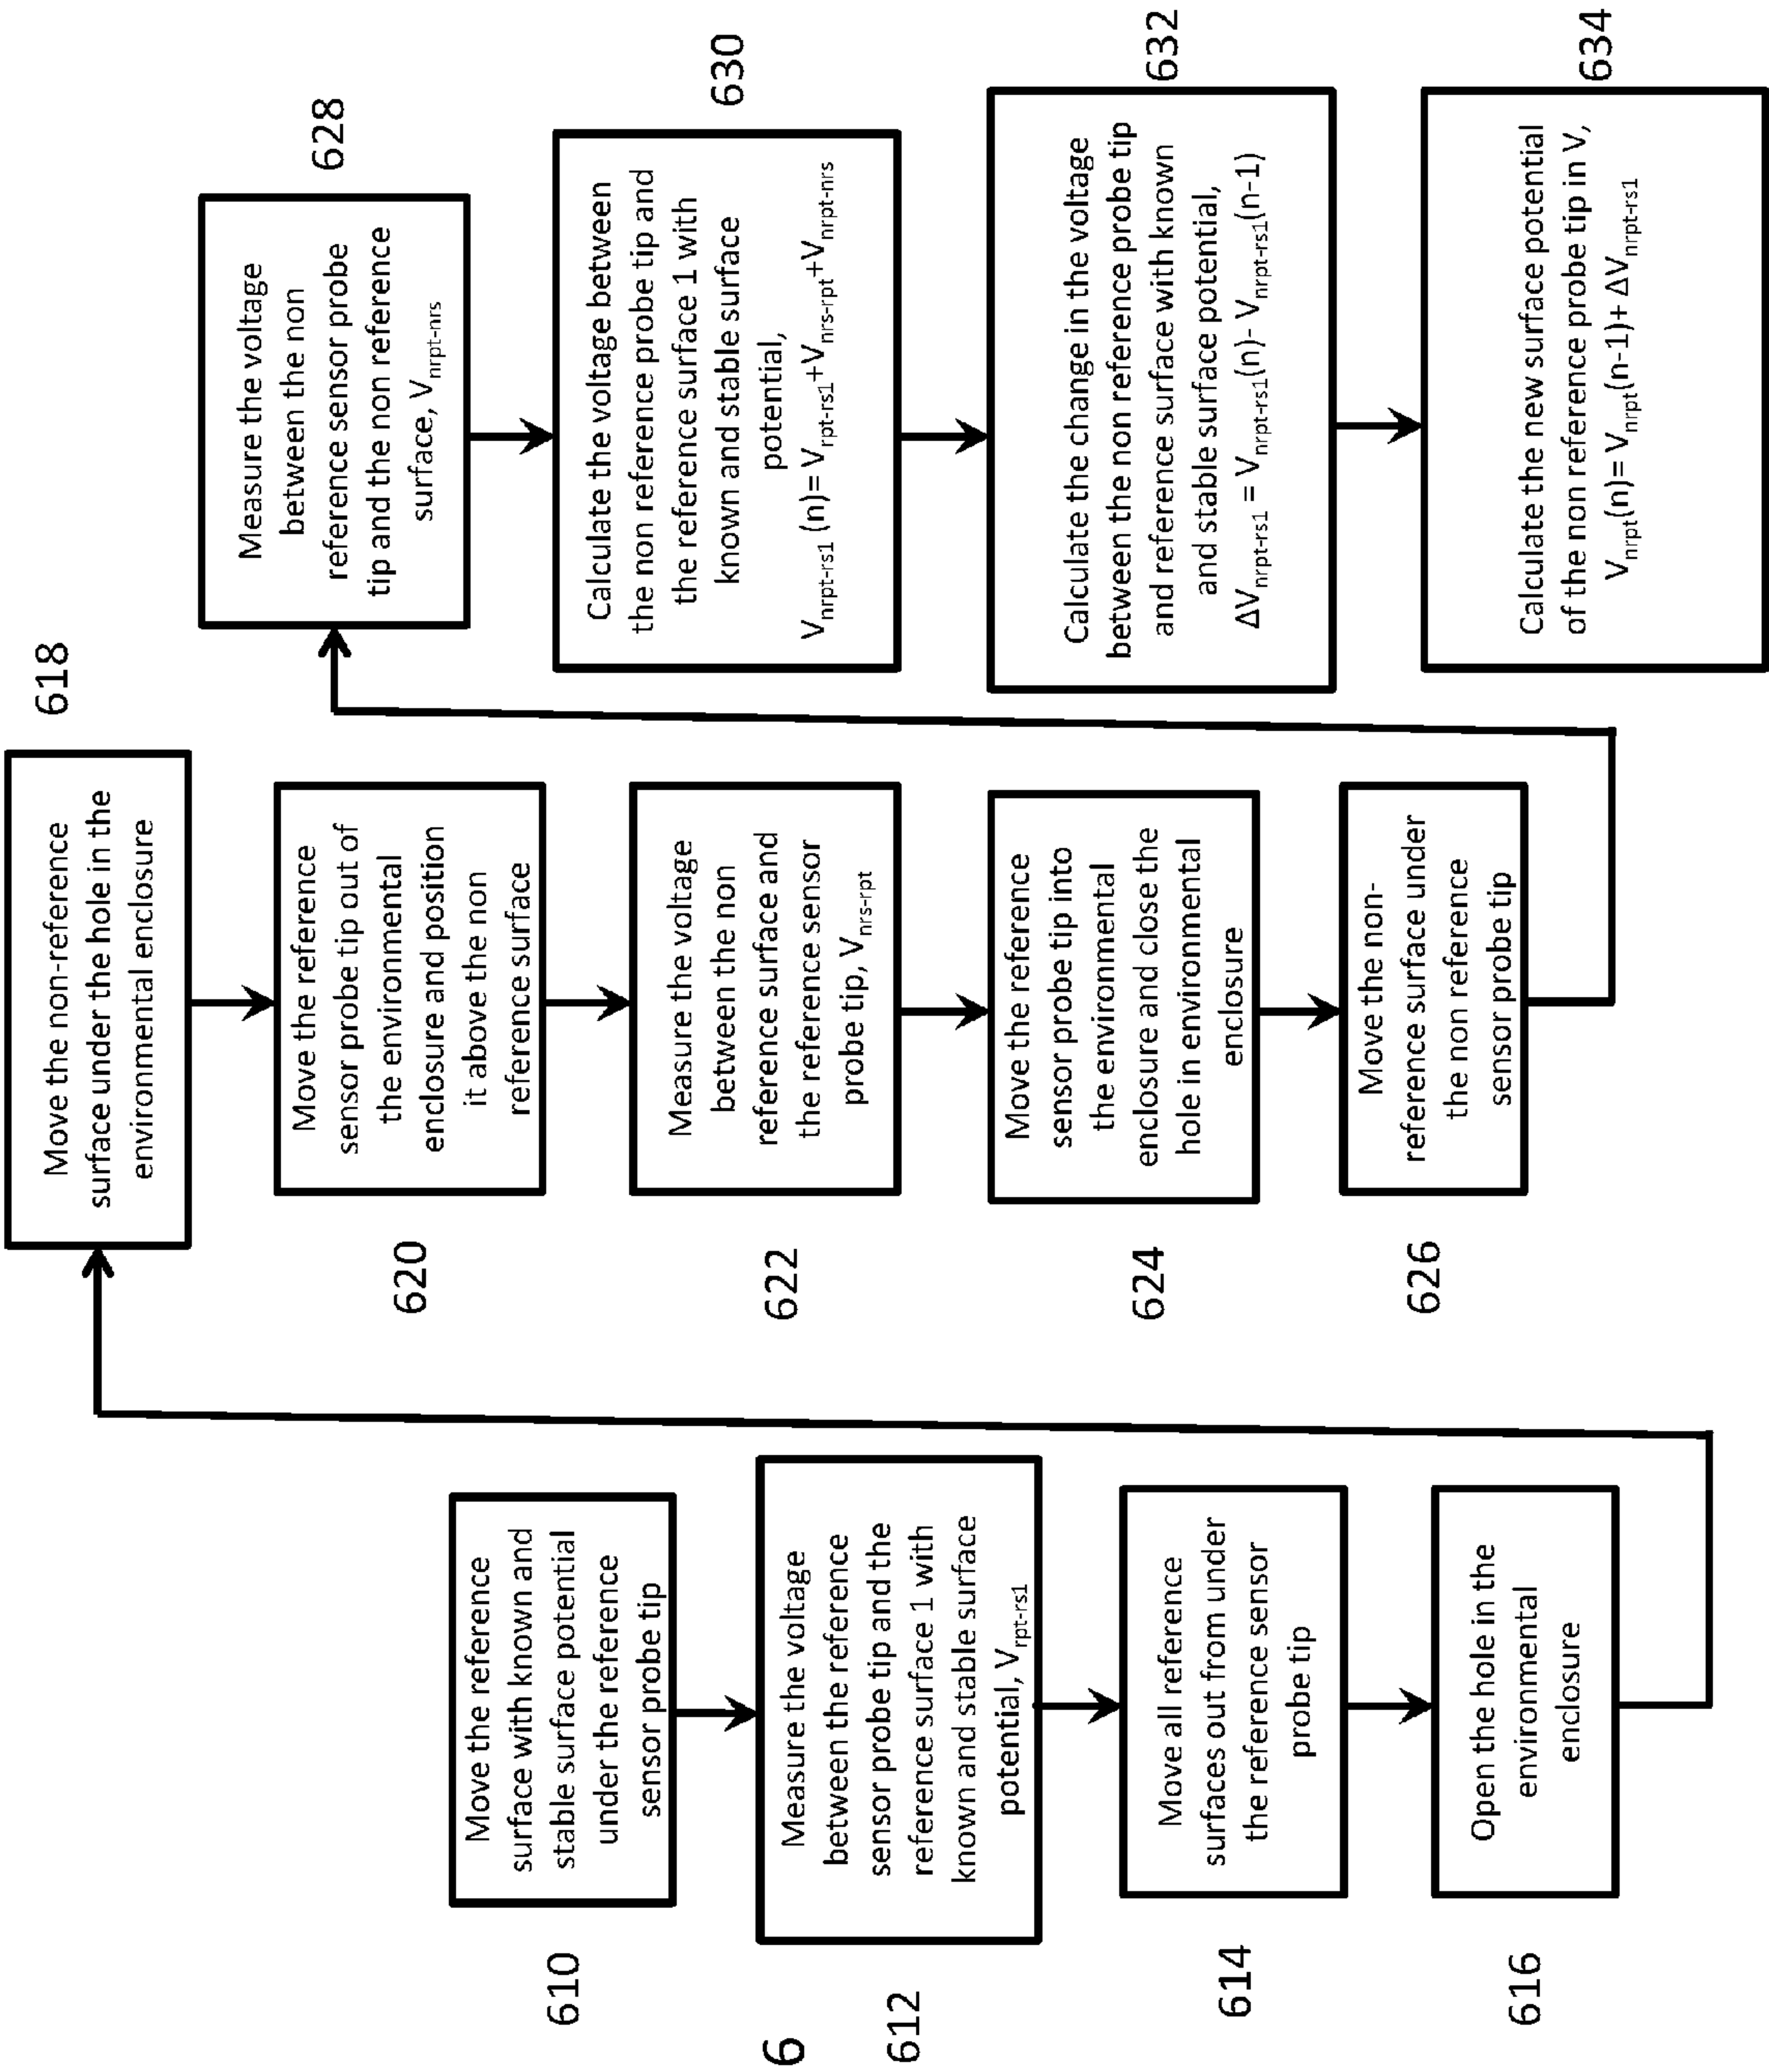 6
610
Move the reference
surface with known and
stable surface potential
under the reference
sensor probe tip
612
Measure the voltage
between the reference
sensor probe tip and the
reference surface 1 with
known and stable surface
potential, Vrpt-rs1
614
Move all reference
surfaces out from under
the reference sensor
probe tip
616
Open the hole in the
environmental
enclosure
618
Move the non-reference
surface under the hole in the
environmental enclosure
620
Move the reference
sensor probe tip out of
the environmental
enclosure and position
it above the non
reference surface
622
Measure the voltage
between the non
reference surface and
the reference sensor
probe tip, Vnrs-rpt
624
Move the reference
sensor probe tip into
the environmental
enclosure and close the
hole in environmental
enclosure
626
Move the non-
reference surface under
the non reference
sensor probe tip
628
Measure the voltage
between the non
reference sensor probe
tip and the non reference
surface, Vnrpt-nrs
630
Calculate the voltage between
the non reference probe tip and
the reference surface 1 with
known and stable surface
potential,
Vnrpt-rs1 (n)= Vrpt-rs1+Vnrs-rpt+Vnrpt-nrs
632
Calculate the change in the voltage
between the non reference probe tip
and reference surface with known
and stable surface potential,
ΔVnrpt-rs1 = Vnrpt-rs1(n)- Vnrpt-rs1(n-1)
634
Calculate the new surface potential
of the non reference probe tip in V,
Vnrpt(n)= Vnrpt(n-1)+ ΔVnrpt-rs1